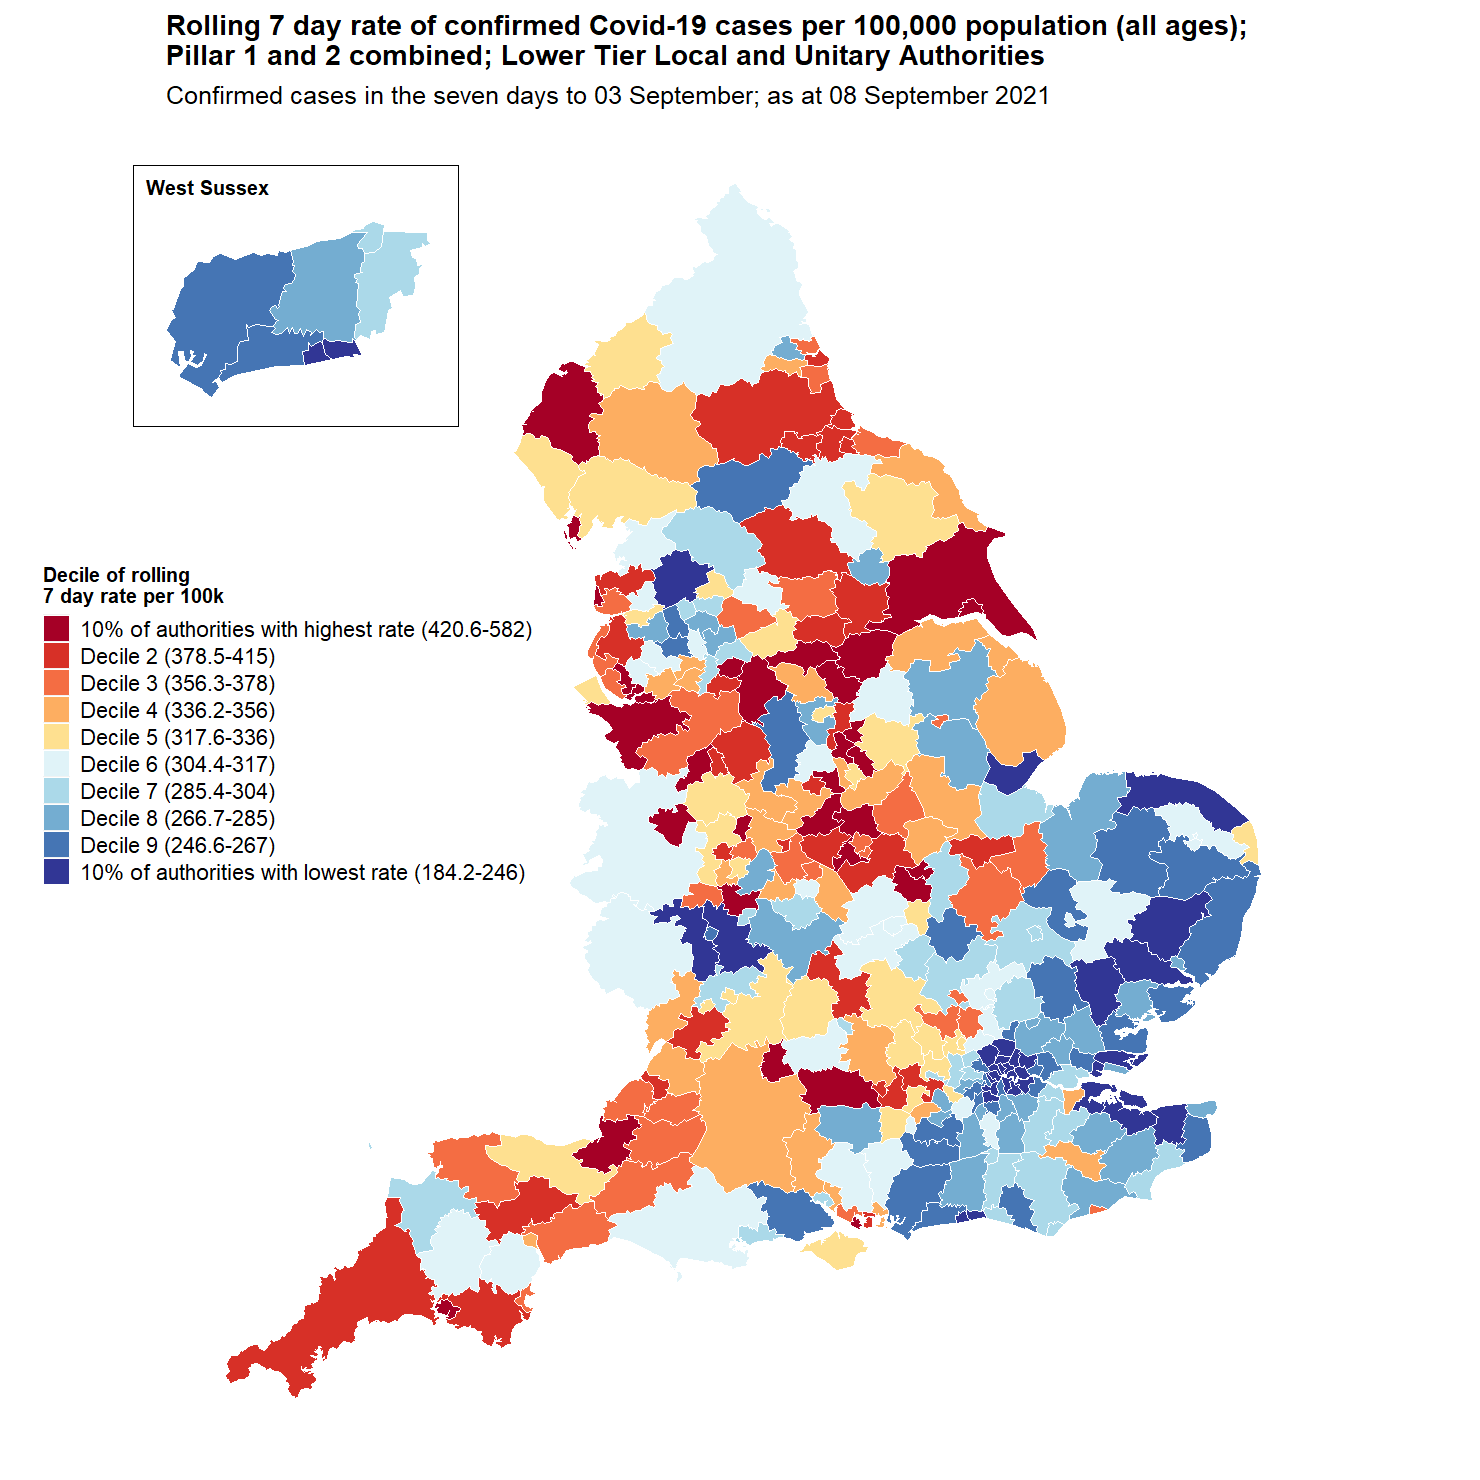 Rolling 7 day rate of confirmed Covid-19 cases per 100,000 population (all ages);
Pillar 1 and 2 combined; Lower Tier Local and Unitary Authorities
Confirmed cases in the seven days to 03 September; as at 08 September 2021
West Sussex
Decile of rolling
7 day rate per 100k
10% of authorities with highest rate (420.6-582)
Decile 2 (378.5-415)
Decile 3 (356.3-378)
Decile 4 (336.2-356)
Decile 5 (317.6-336)
Decile 6 (304.4-317)
Decile 7 (285.4-304)
Decile 8 (266.7-285)
Decile 9 (246.6-267)
10% of authorities with lowest rate (184.2-246)